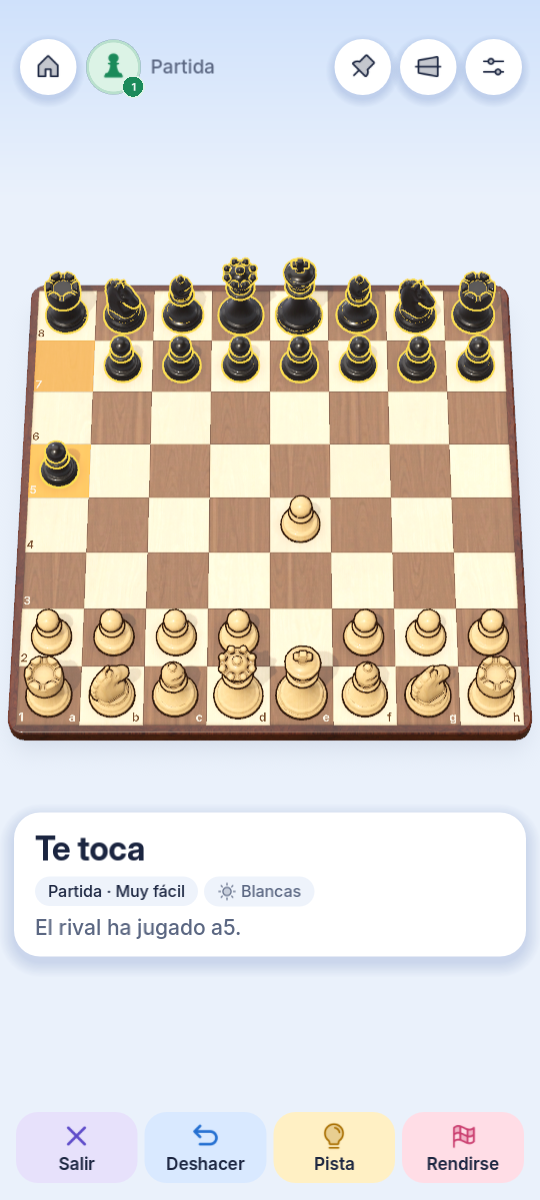 Partida
1
8
7
6
5
4
3
2
1 a b c d e f g h
Te toca
Partida · Muy fácil
Blancas
El rival ha jugado a5.
Salir
Deshacer
Pista
Rendirse